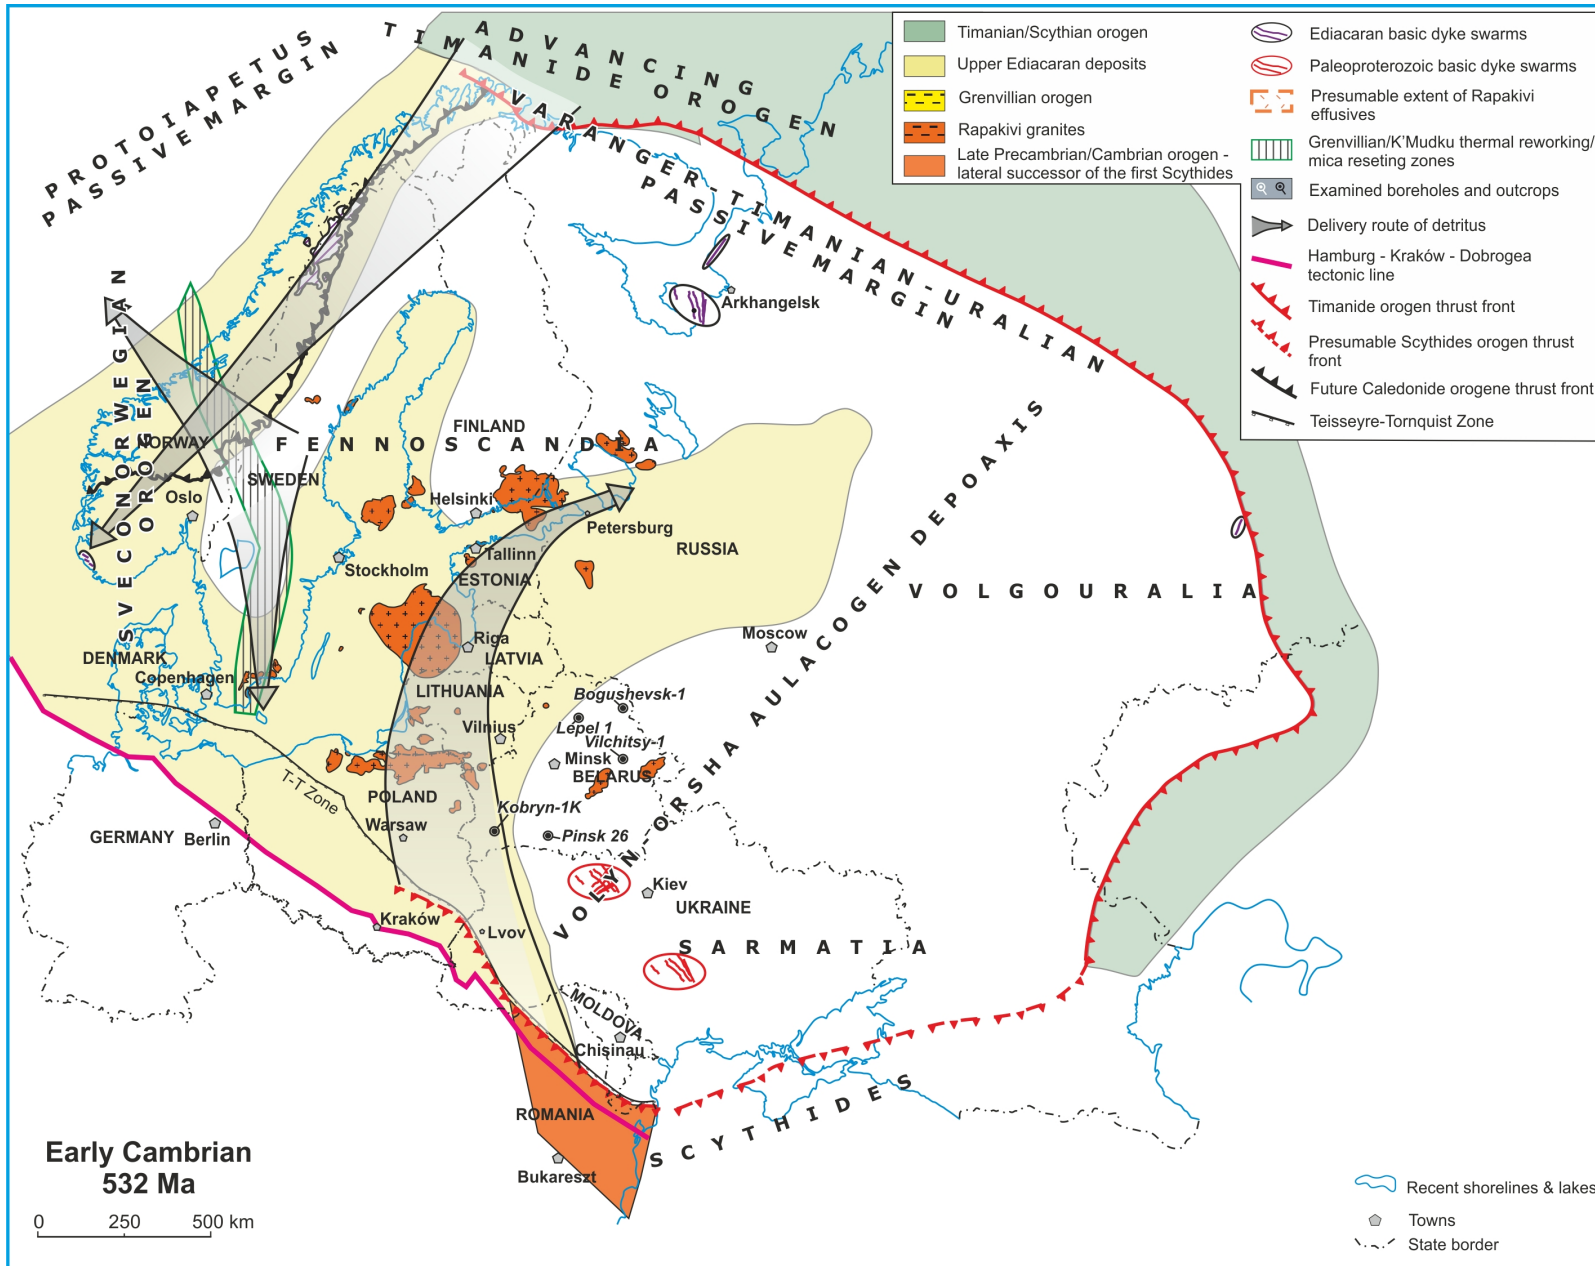 PROTOIAPETUS
PASSIVE MARGIN
ADVANCING
TIMANIDE OROGEN
VARANGER-TIMANIAN-URALIAN
PASSIVE MARGIN
Timanian/Scythian orogen
Upper Ediacaran deposits
Grenvillian orogen
Rapakivi granites
Late Precambrian/Cambrian orogen -
lateral successor of the first Scythides
Ediacaran basic dyke swarms
Paleoproterozoic basic dyke swarms
Presumable extent of Rapakivi
effusives
Grenvillian/K'Mudku thermal reworking/
mica reseting zones
Examined boreholes and outcrops
Delivery route of detritus
Hamburg - Kraków - Dobrogea
tectonic line
Timanide orogen thrust front
Presumable Scythides orogen thrust
front
Future Caledonide orogene thrust front
Teisseyre-Tornquist Zone
Arkhangelsk
SVECONORWEGIAN
OROGEN
NORWAY
FINLAND
FENNOSCANDIA
SWEDEN
Oslo
Helsinki
Petersburg
Tallinn
RUSSIA
Stockholm
ESTONIA
VOLGOURALIA
Riga
Moscow
LATVIA
DENMARK
Copenhagen
LITHUANIA
Bogushevsk-1
Lepel 1
Vilnius
Vilchitsy-1
Minsk
BELARUS
T-T Zone
POLAND
Kobryn-1K
Warsaw
Pinsk 26
GERMANY
Berlin
VOLYN-ORSHA AULACOGEN DEPOAXIS
Kiev
UKRAINE
Kraków
Lvov
SARMATIA
MOLDOVA
Chisinau
ROMANIA
SCYTHIDES
Bukareszt
Early Cambrian
532 Ma
0 250 500 km
Recent shorelines & lakes
Towns
State border